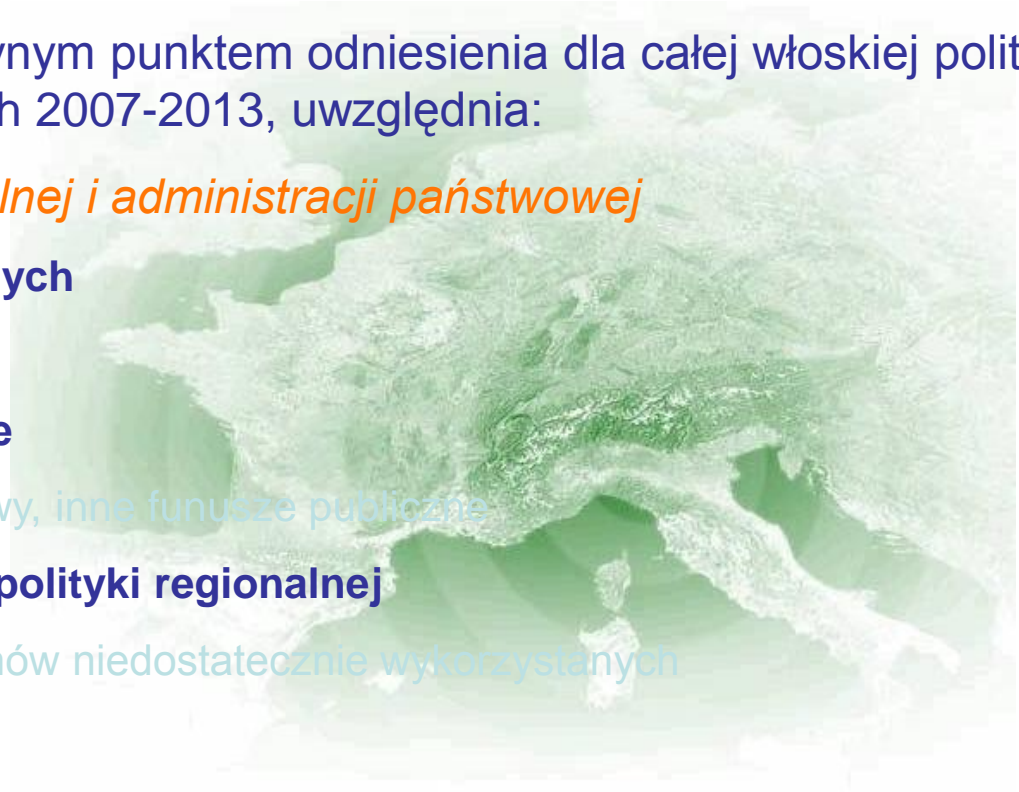 ynym punktem odniesienia dla całej włoskiej polit
h 2007-2013, uwzględnia:
lnej i administracji państwowej
ych
e
wy, inne funusze publiczne
polityki regionalnej
nów niedostatecznie wykorzystanych